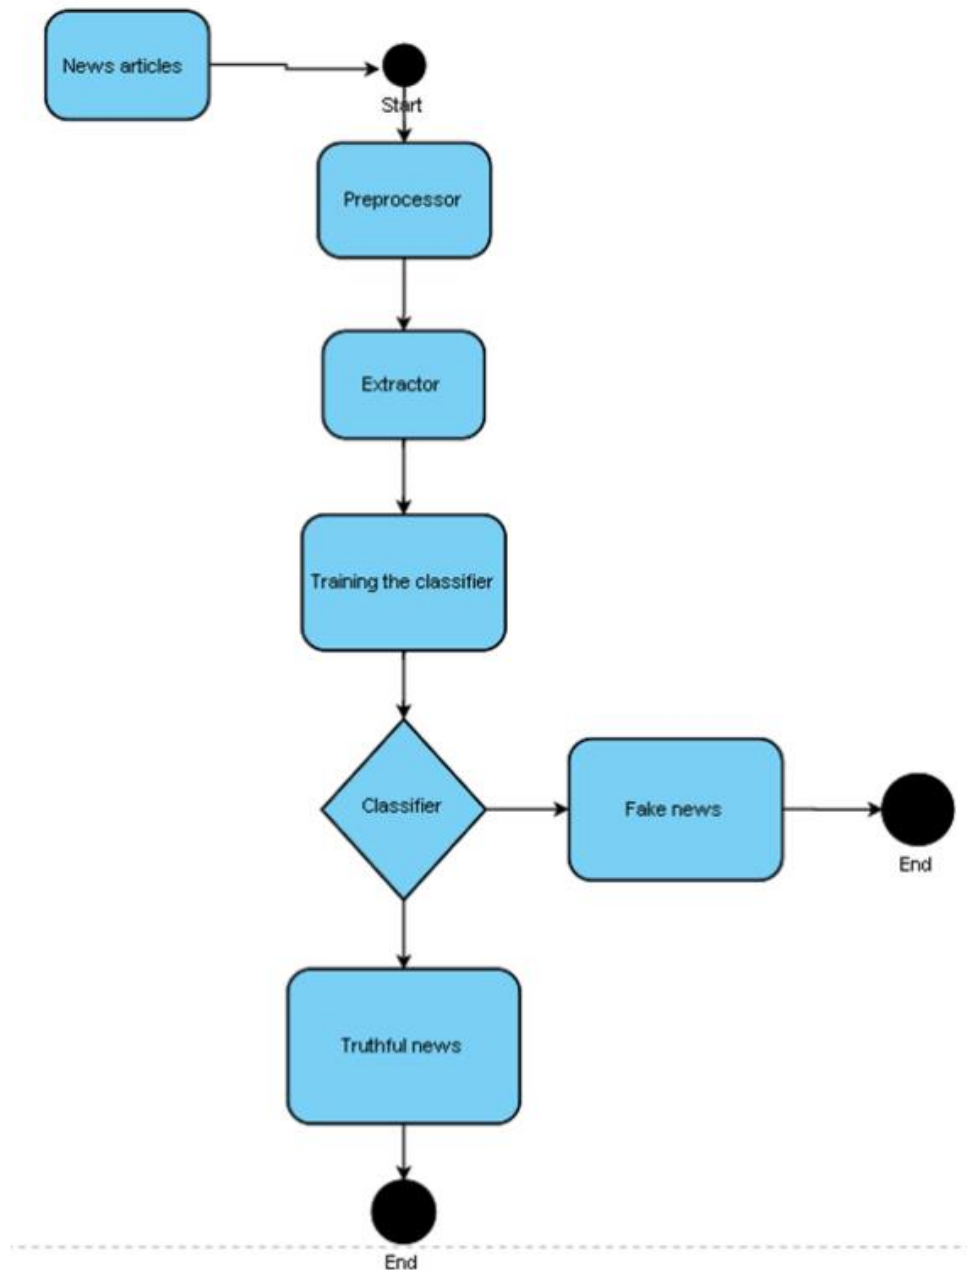 News articles
Start
Preprocessor
Extractor
Training the classifier
Classifier
Fake news
End
Truthful news
End